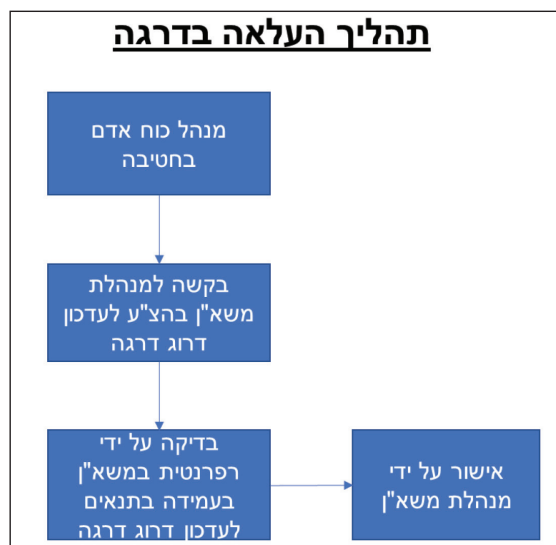 תהליך העלאה בדרגה
מנהל כוח אדם
בחטיבה
בקשה למנהלת
משא"ן בהצ"ע לעדכון
דרוג דרגה
בדיקה על ידי
רפרנטית במשא"ן
בעמידה בתנאים
לעדכון דרוג דרגה
אישור על ידי
מנהלת משא"ן